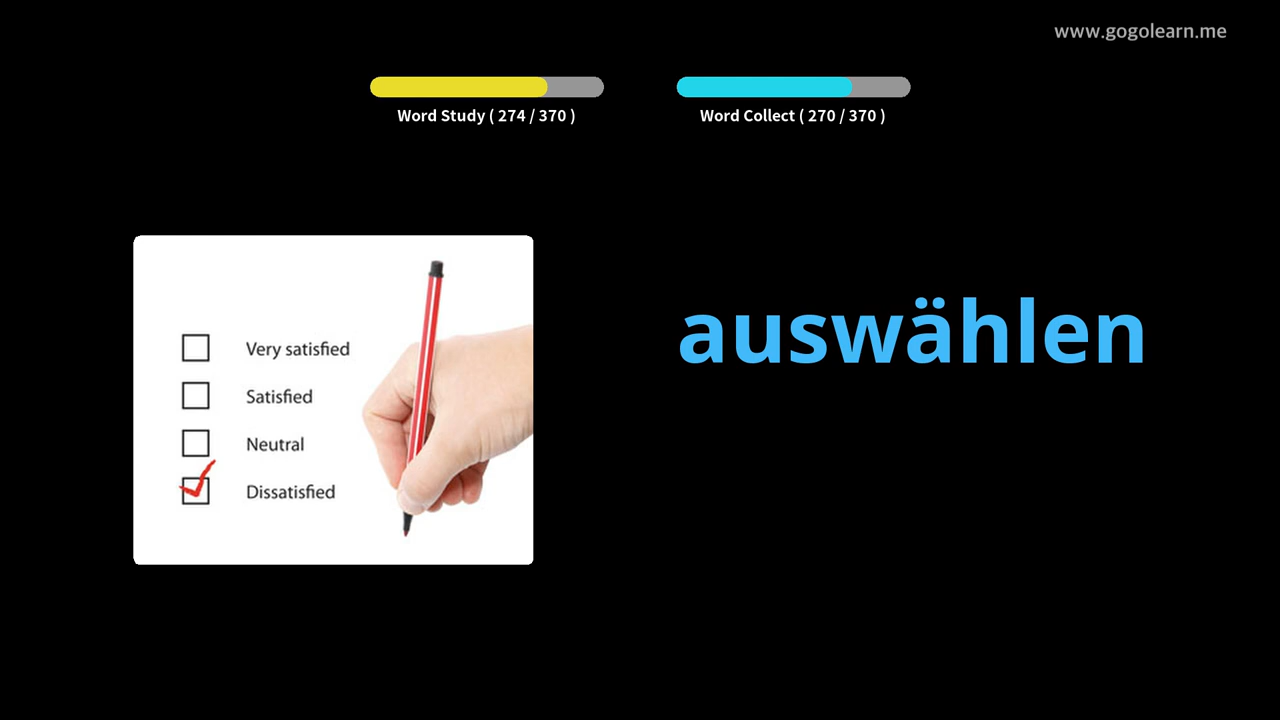 www.gogolearn.me
Word Study ( 274 / 370 )
Word Collect ( 270 / 370 )
Very satisfied
Satisfied
Neutral
Dissatisfied
auswählen